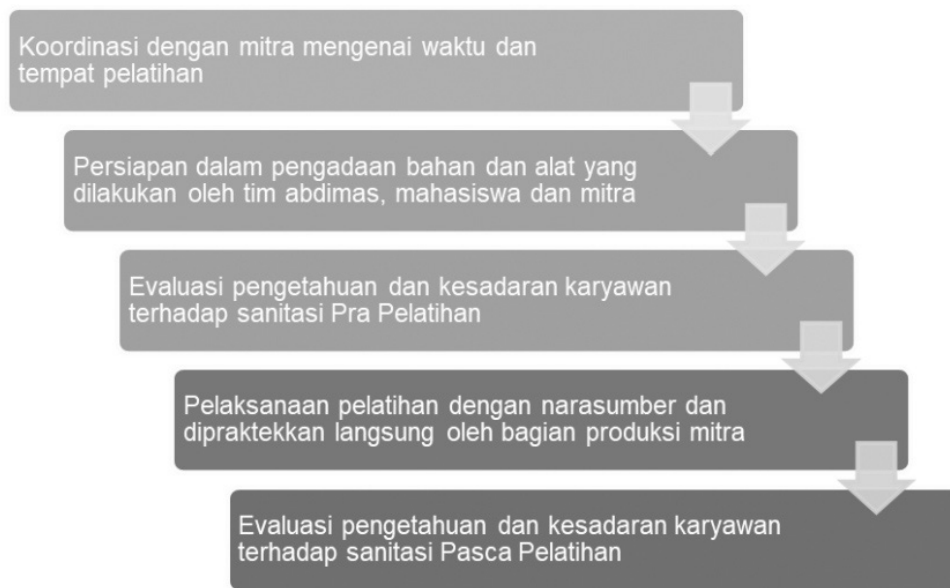 Koordinasi dengan mitra mengenai waktu dan
tempat pelatihan
Persiapan dalam pengadaan bahan dan alat yang
dilakukan oleh tim abdimas, mahasiswa dan mitra
Evaluasi pengetahuan dan kesadaran karyawan
terhadap sanitasi Pra Pelatihan
Pelaksanaan pelatihan dengan narasumber dan
dipraktekkan langsung oleh bagian produksi mitra
Evaluasi pengetahuan dan kesadaran karyawan
terhadap sanitasi Pasca Pelatihan